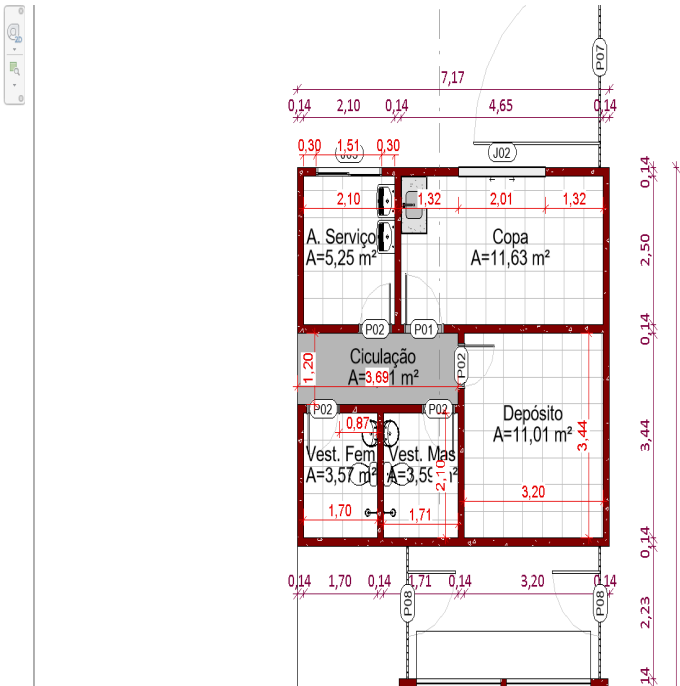 P07
7,17
0,14 2,10 0,14 4,65 0,14
0,30 1,51 0,30
J02
0,14
2,10 1,32 2,01 1,32
A. Serviço
A=5,25 m²
Copa
A=11,63 m²
2,50
P02 P01
0,14
Ciculação
1,20
3,69
P02
P02 P02
0,87
Depósito
A=11,01 m²
3,44
3,44
Vest. Fem
A=3,57 m²
Vest. Mas
2,10
3,20
1,70 1,71
0,14
0,14 1,70 0,14 1,71 0,14 3,20 0,14
P08 P08
2,23